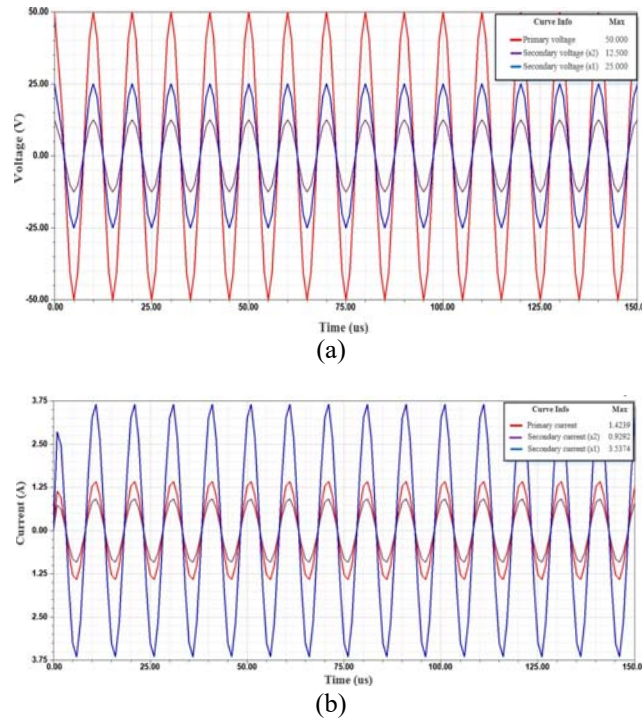 50.00
25.00
0.00
-25.00
-50.00
Voltage (V)
Curve Info Max
Primary voltage 50.000
Secondary voltage (s2) 12.500
Secondary voltage (s1) 25.000
0.00 25.00 50.00 75.00 100.00 125.00 150.0
Time (us)
(a)
3.75
2.50
1.25
0.00
1.25
2.50
3.75
Current (A)
Curve Info Max
Primary current 1.4239
Secondary current (s2) 0.9282
Secondary current (s1) 3.5374
0.00 25.00 50.00 75.00 100.00 125.00 150.0
Time (us)
(b)